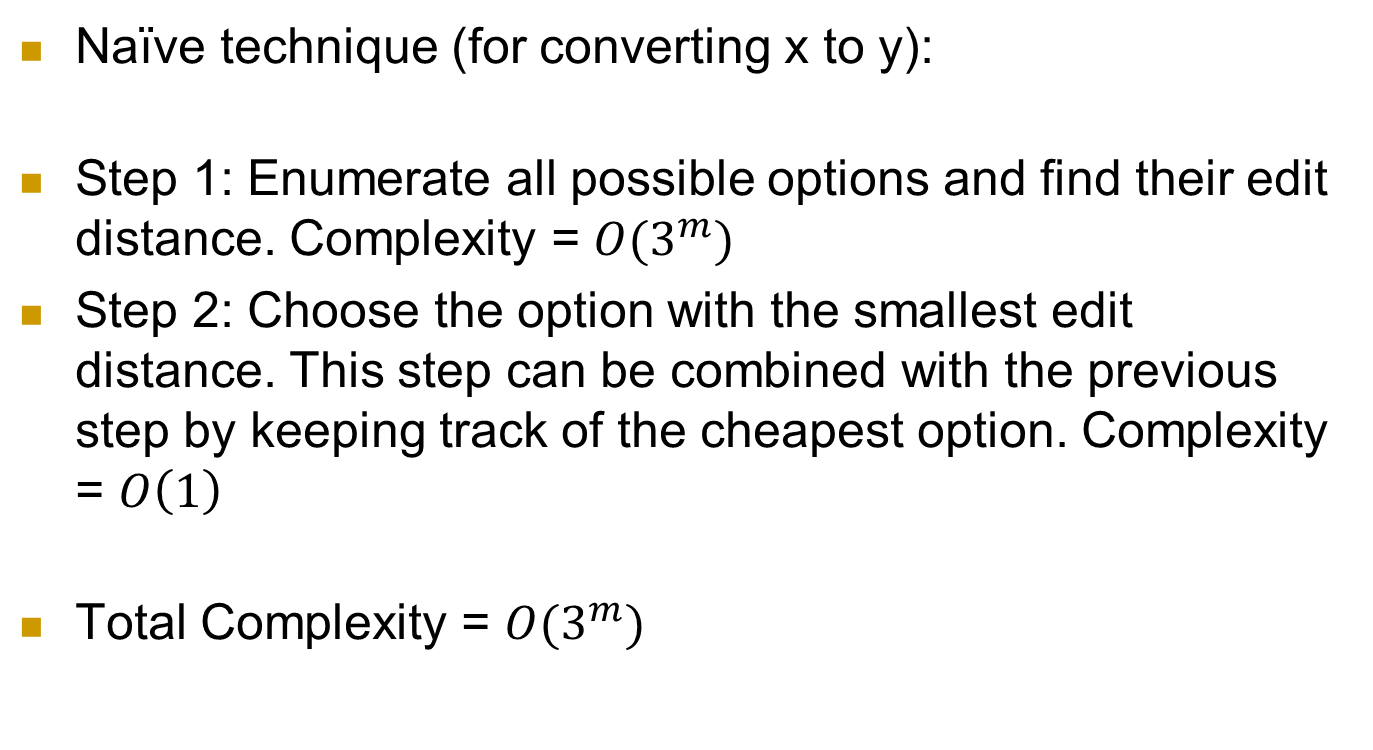 ■ Naïve technique (for converting x to y):
■ Step 1: Enumerate all possible options and find their edit
distance. Complexity = 𝑂(3ᵐ)
■ Step 2: Choose the option with the smallest edit
distance. This step can be combined with the previous
step by keeping track of the cheapest option. Complexity
= 𝑂(1)
■ Total Complexity = 𝑂(3ᵐ)